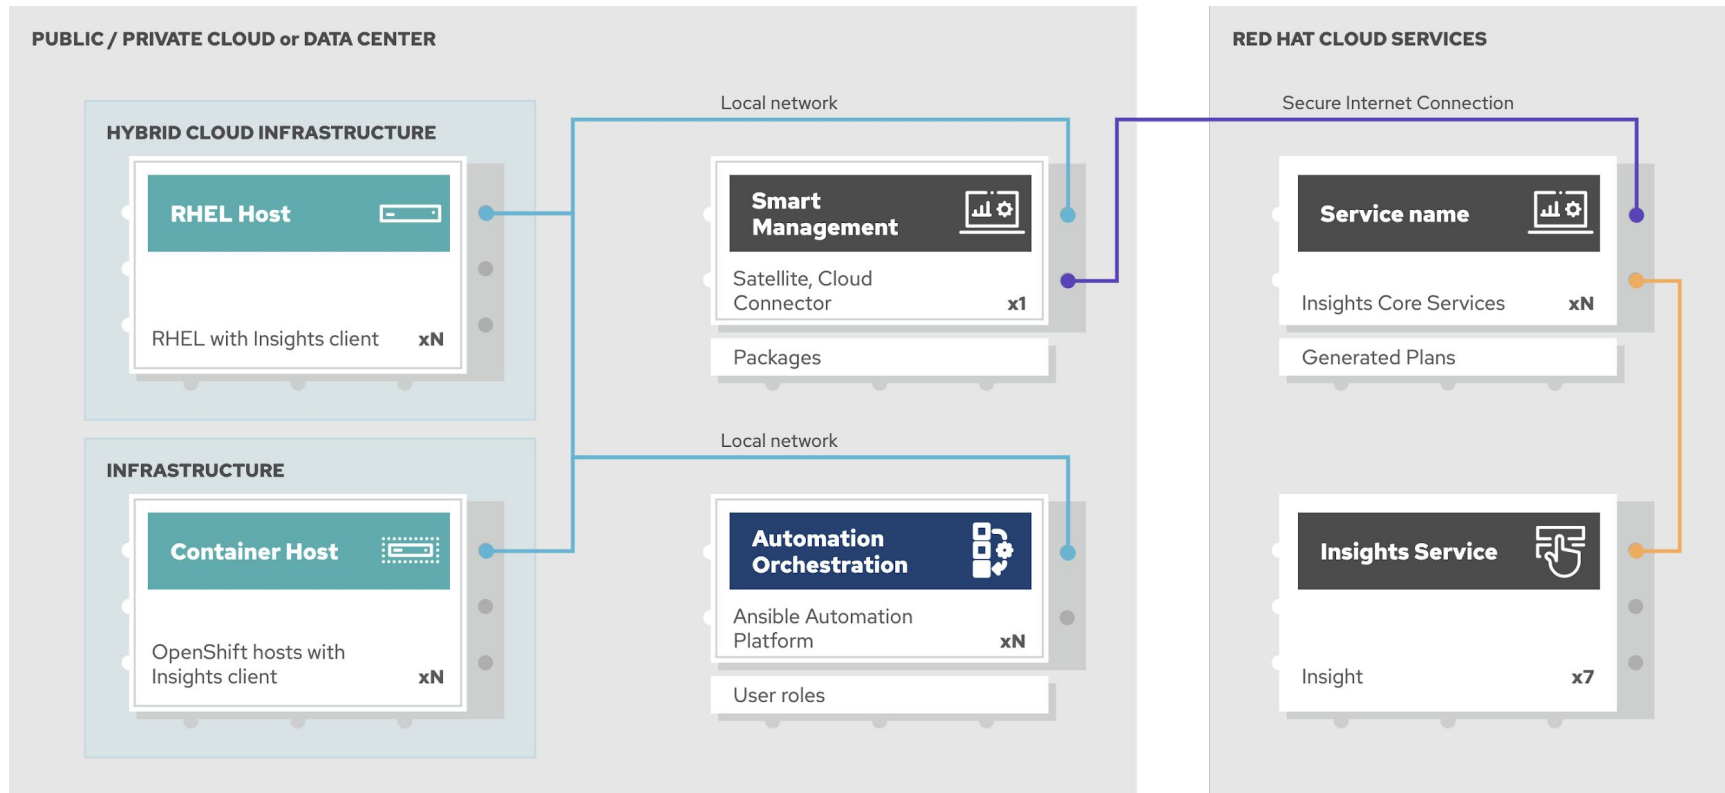 PUBLIC / PRIVATE CLOUD or DATA CENTER
HYBRID CLOUD INFRASTRUCTURE
RHEL Host
RHEL with Insights client
xN
INFRASTRUCTURE
Container Host
OpenShift hosts with
Insights client
xN
Local network
Smart
Management
Satellite, Cloud
Connector
x1
Packages
Local network
Automation
Orchestration
Ansible Automation
Platform
xN
User roles
RED HAT CLOUD SERVICES
Secure Internet Connection
Service name
Insights Core Services
xN
Generated Plans
Insights Service
Insight
x7